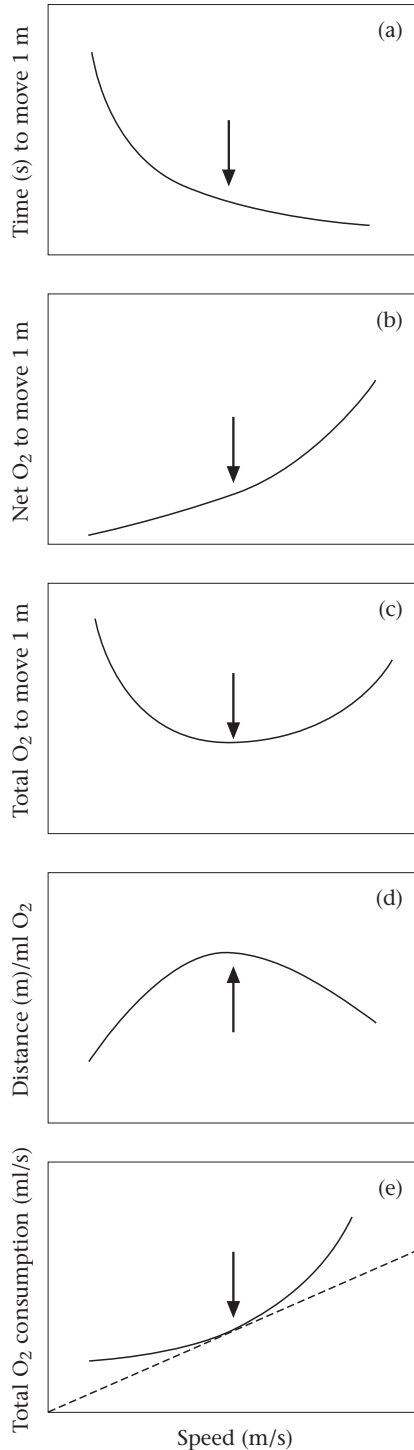 (a)
Time (s) to move 1 m
(b)
Net O₂ to move 1 m
(c)
Total O₂ to move 1 m
(d)
Distance (m)/ml O₂
(e)
Total O₂ consumption (ml/s)
Speed (m/s)